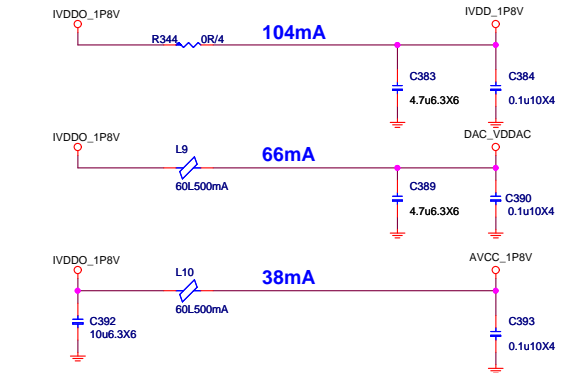 IVDDO_1P8V
IVDD_1P8V
R344 0R/4
104mA
C383
4.7u6.3X6
C384
0.1u10X4
IVDDO_1P8V
DAC_VDDAC
L9
60L500mA
66mA
C389
4.7u6.3X6
C390
0.1u10X4
IVDDO_1P8V
AVCC_1P8V
L10
60L500mA
38mA
C392
10u6.3X6
C393
0.1u10X4